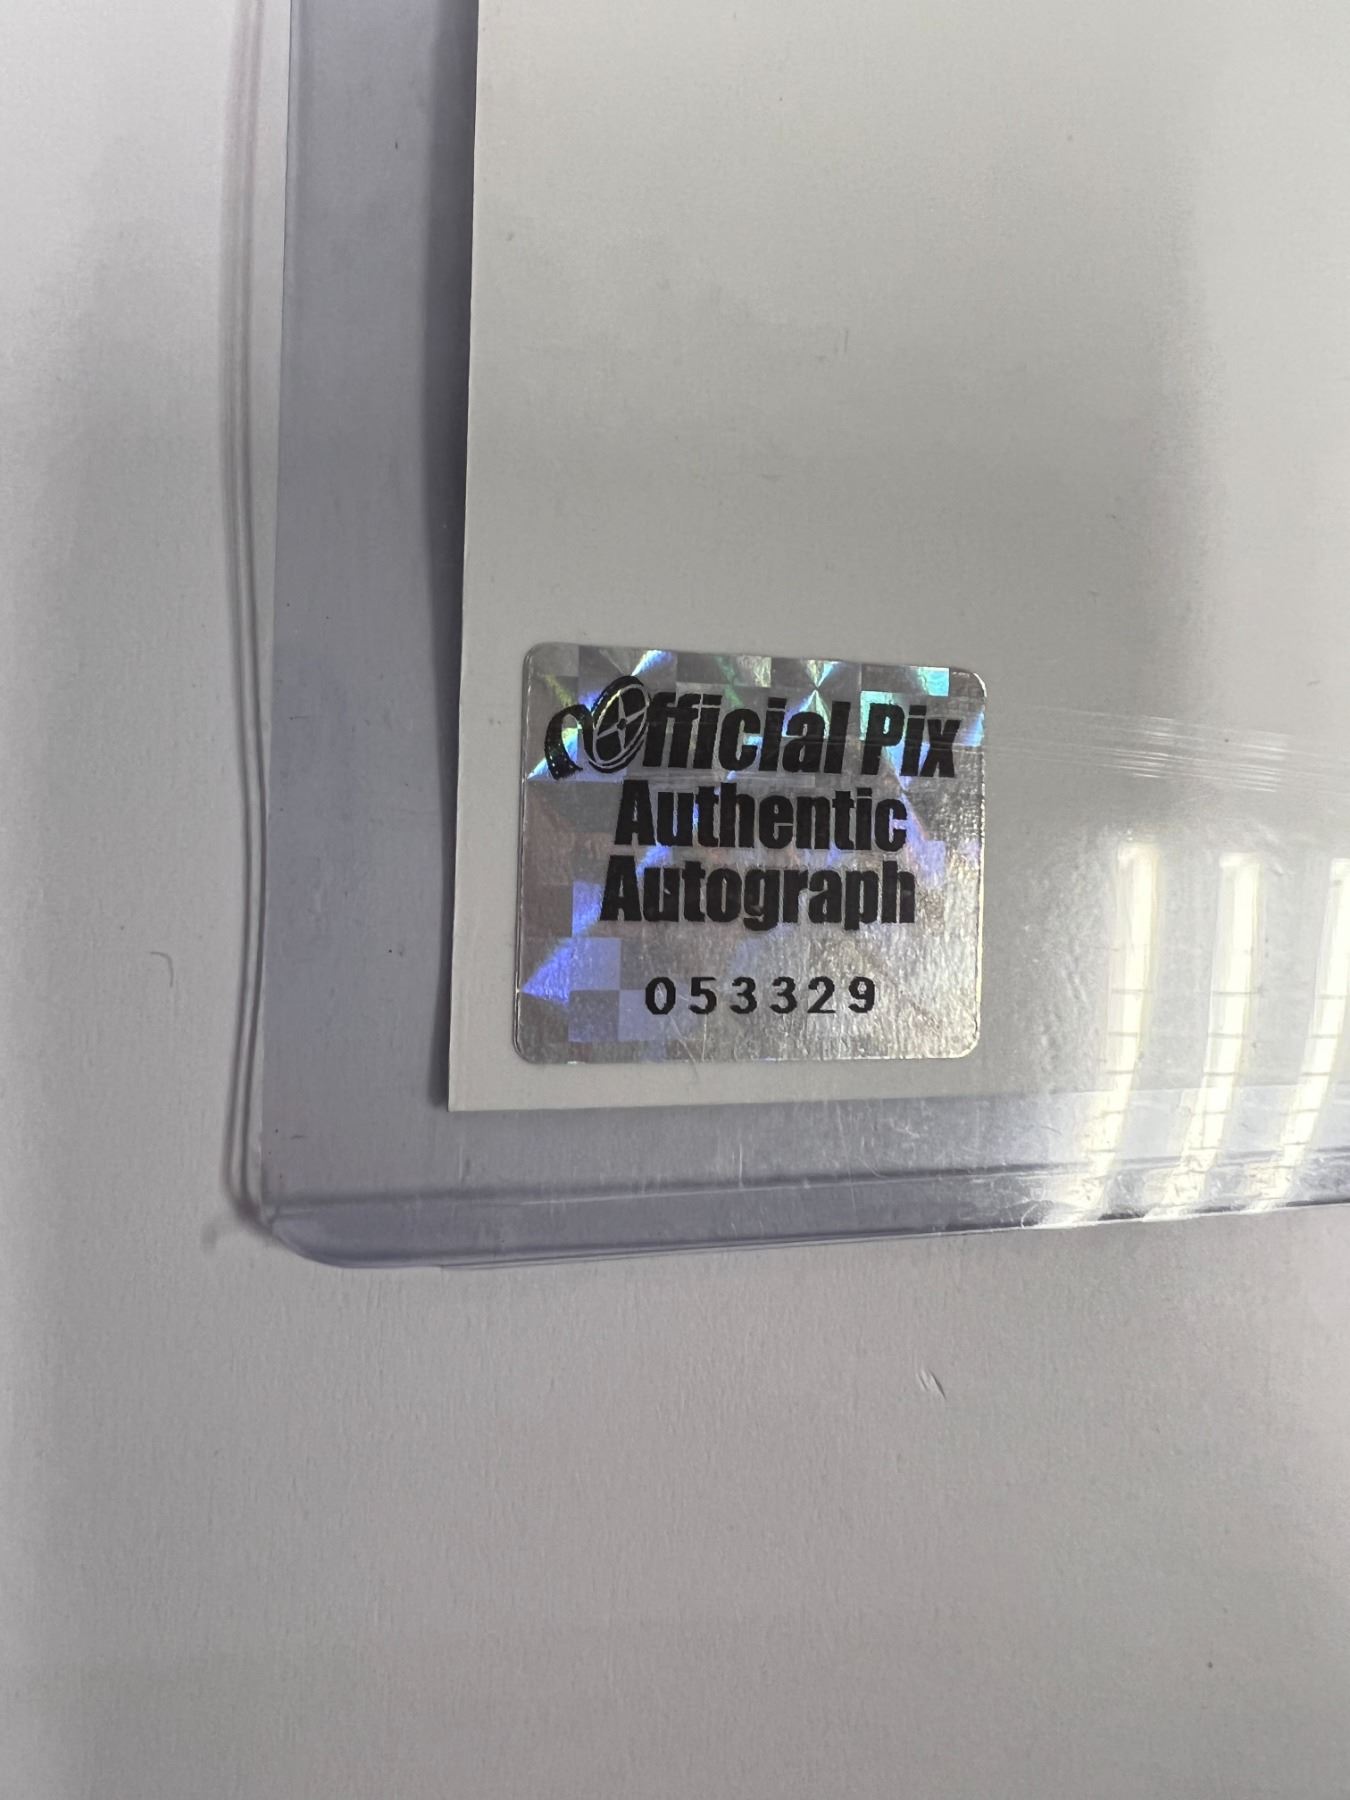 Official Pix
Authentic
Autograph
053329